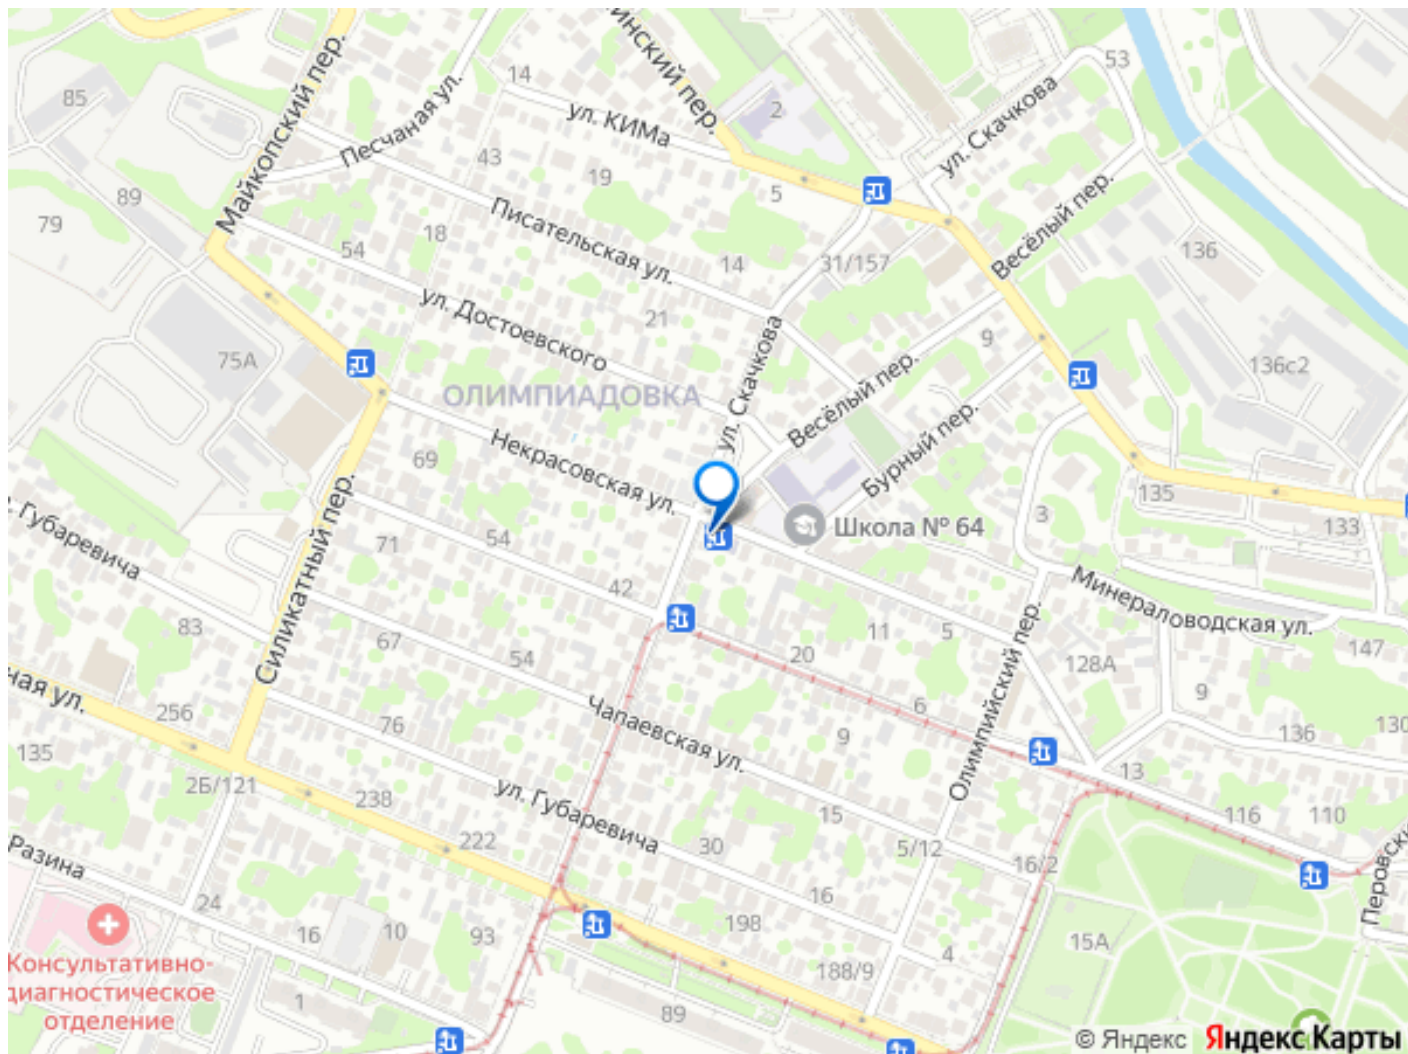 53
14
85
Майкопский пер.
инский пер.
2
Песчаная ул.
ул. КИМа
ул. Скачкова
43
19
5
89
79
18
54
Писательская ул.
14
31/157
Весёлый пер.
136
ул. Достоевского
21
75А
9
136с2
ул. Скачкова
Весёлый пер.
ОЛИМПИАДОВКА
Бурный пер.
69
Некрасовская ул.
135
133
3
Школа № 64
71
54
42
Губаревича
Силикатный пер.
83
67
54
20
11
5
Минераловодская ул.
147
128А
9
6
Олимпийский пер.
ная ул.
256
76
Чапаевская ул.
9
136
130
135
2Б/121
238
ул. Губаревича
15
13
116
110
222
30
5/12
16/2
Разина
24
16
10
93
16
198
4
15А
Перовски
188/9
Консультативно-
диагностическое
отделение
1
89
© Яндекс Яндекс Карты